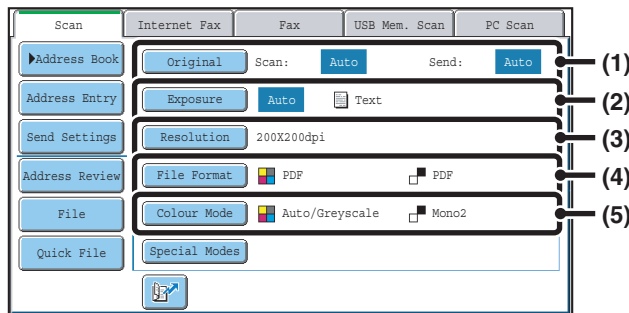 Scan Internet Fax Fax USB Mem. Scan PC Scan
Address Book Original Scan: Auto Send: Auto (1)
Address Entry Exposure Auto Text (2)
Send Settings Resolution 200X200dpi (3)
Address Review File Format PDF PDF (4)
File Colour Mode Auto/Greyscale Mono2 (5)
Quick File Special Modes